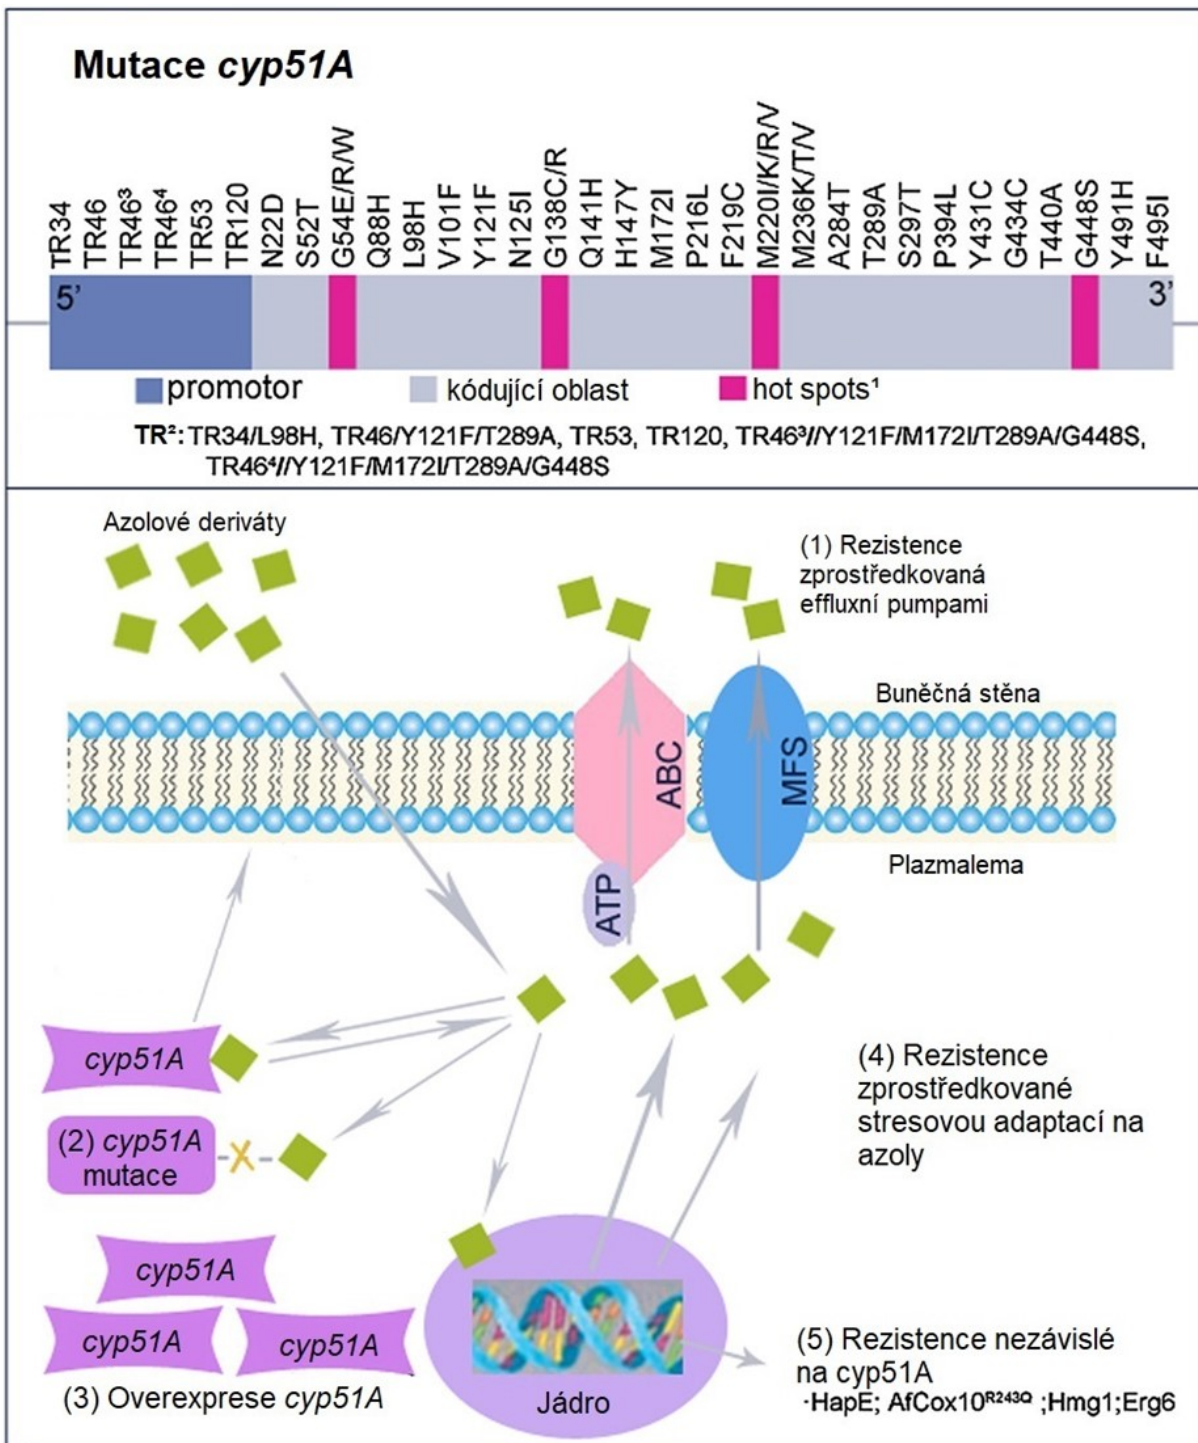 Mutace cyp51A
TR34
TR46
TR46³
TR46⁴
TR53
TR120
N22D
S52T
G54E/R/W
Q88H
L98H
V101F
Y121F
N125I
G138C/R
Q141H
H147Y
M172I
P216L
F219C
M220I/K/R/V
M236K/T/V
A284T
T289A
S297T
P394L
Y431C
G434C
T440A
G448S
Y491H
F495I
5’
3’
promotor
kódující oblast
hot spots¹
TR²: TR34/L98H, TR46/Y121F/T289A, TR53, TR120, TR46³//Y121F/M172I/T289A/G448S,
TR46⁴//Y121F/M172I/T289A/G448S
Azolové deriváty
(1) Rezistence
zprostředkovaná
effluxní pumpami
Buněčná stěna
ABC
MFS
ATP
Plazmalema
cyp51A
(2) cyp51A
mutace
(4) Rezistence
zprostředkované
stresovou adaptací na
azoly
cyp51A
cyp51A
cyp51A
(3) Overexprese cyp51A
Jádro
(5) Rezistence nezávislé
na cyp51A
·HapE; AfCox10ᴿ²⁴³Q ;Hmg1;Erg6